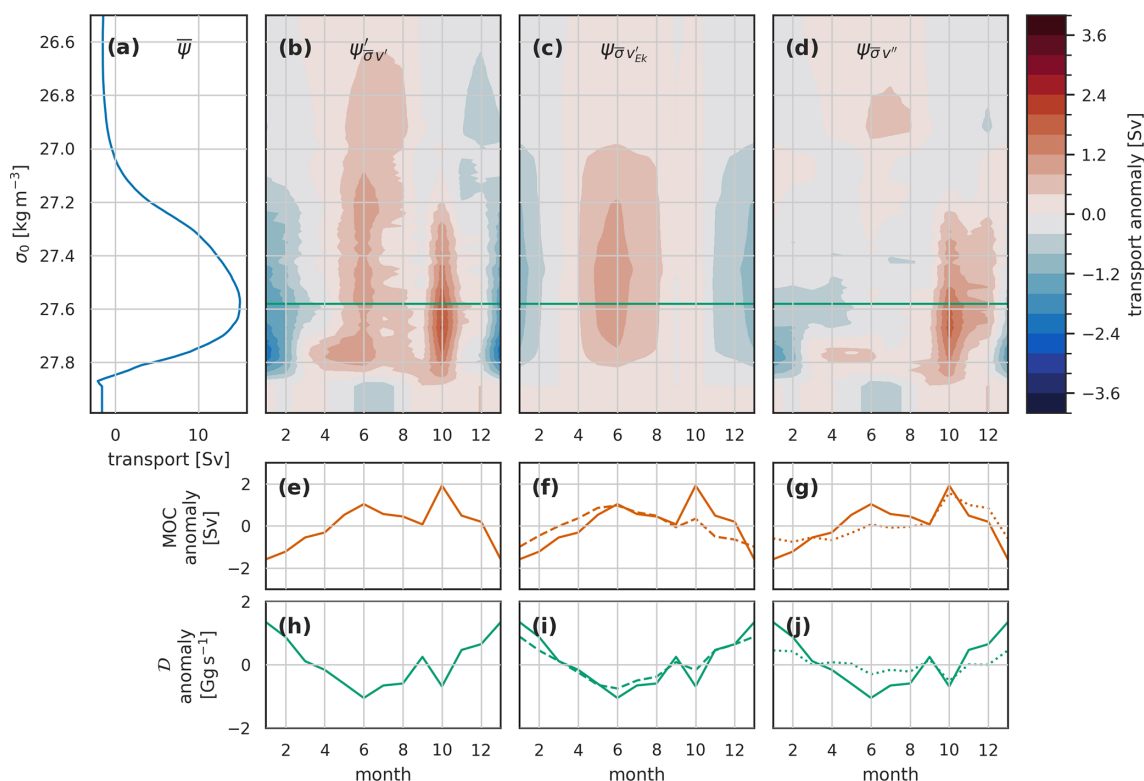 (a) ψ̅
(b) ψ′σ̅v′
(c) ψσ̅v′Ek
(d) ψσ̅v″
26.6
26.8
27.0
27.2
27.4
27.6
27.8
σ₀ [kg m⁻³]
3.6
2.4
1.2
0.0
−1.2
−2.4
−3.6
transport anomaly [Sv]
0 10
transport [Sv]
2 4 6 8 10 12
2 4 6 8 10 12
2 4 6 8 10 12
MOC
anomaly
[Sv]
2
0
−2
(e)
(f)
(g)
𝒟
anomaly
[Gg s⁻¹]
2
0
−2
(h)
(i)
(j)
2 4 6 8 10 12
2 4 6 8 10 12
2 4 6 8 10 12
month
month
month